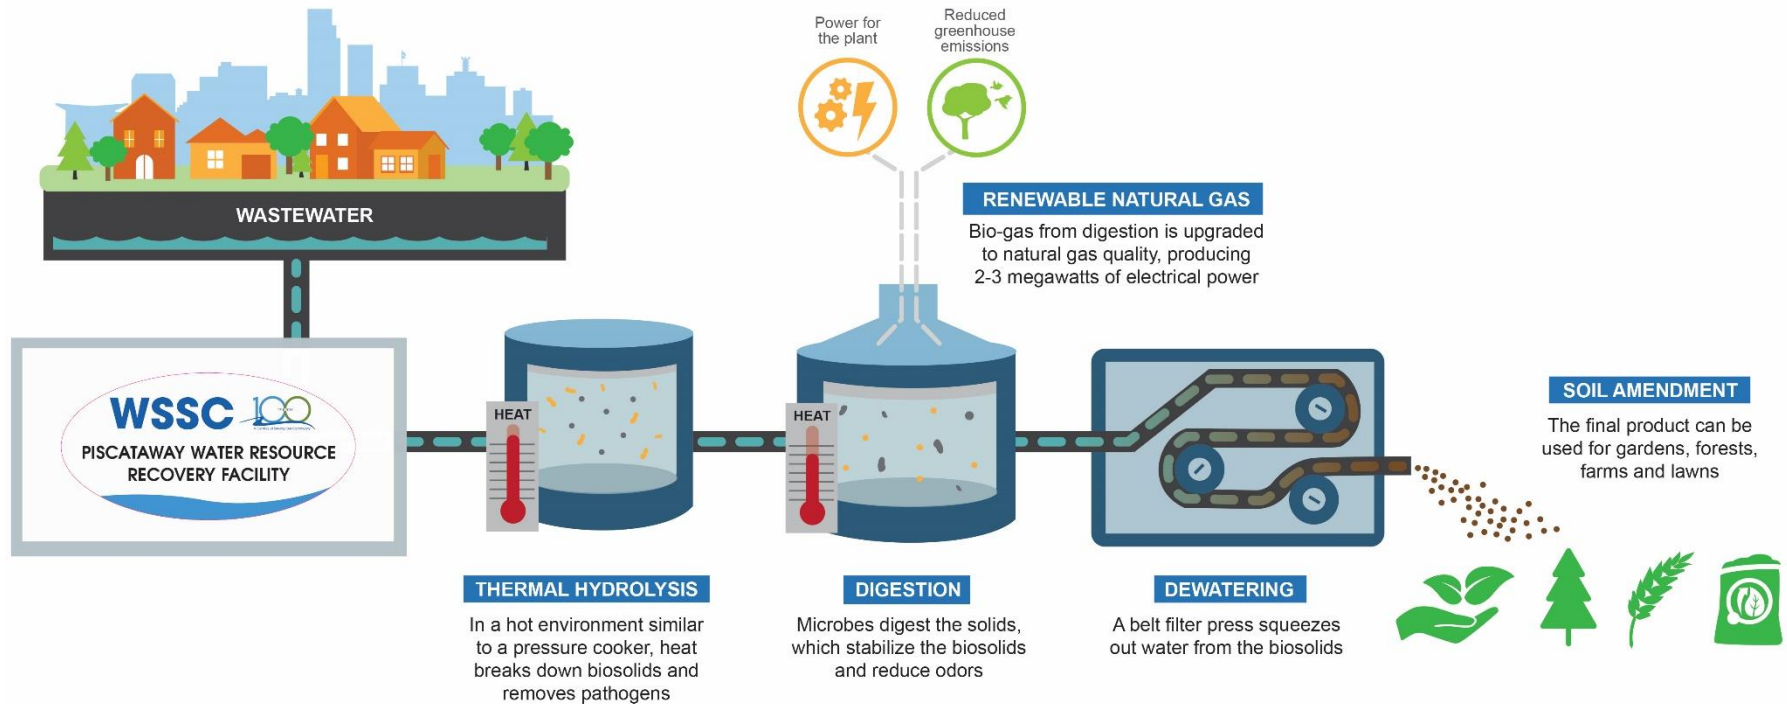 Power for
the plant
Reduced
greenhouse
emissions
WASTEWATER
RENEWABLE NATURAL GAS
Bio-gas from digestion is upgraded
to natural gas quality, producing
2-3 megawatts of electrical power
WSSC 100
PISCATAWAY WATER RESOURCE
RECOVERY FACILITY
HEAT
HEAT
SOIL AMENDMENT
The final product can be
used for gardens, forests,
farms and lawns
THERMAL HYDROLYSIS
In a hot environment similar
to a pressure cooker, heat
breaks down biosolids and
removes pathogens
DIGESTION
Microbes digest the solids,
which stabilize the biosolids
and reduce odors
DEWATERING
A belt filter press squeezes
out water from the biosolids